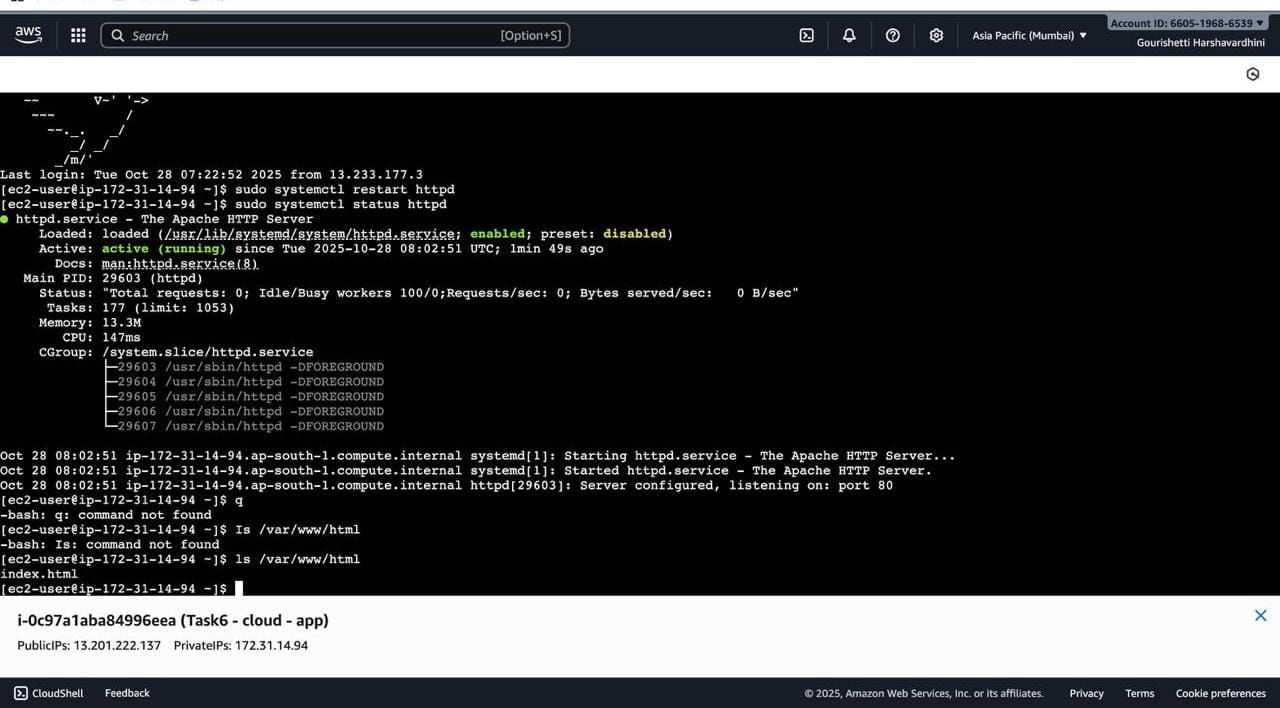 aws
Search
[Option+S]
Asia Pacific (Mumbai) ▼
Account ID: 6605-1968-6539 ▼
Gourishetti Harshavardhini
~~       V~' '->
~~~         /
~~._.   _/
_/ _/
_/m/'
Last login: Tue Oct 28 07:22:52 2025 from 13.233.177.3
[ec2-user@ip-172-31-14-94 ~]$ sudo systemctl restart httpd
[ec2-user@ip-172-31-14-94 ~]$ sudo systemctl status httpd
● httpd.service - The Apache HTTP Server
Loaded: loaded (/usr/lib/systemd/system/httpd.service; enabled; preset: disabled)
Active: active (running) since Tue 2025-10-28 08:02:51 UTC; 1min 49s ago
Docs: man:httpd.service(8)
Main PID: 29603 (httpd)
Status: "Total requests: 0; Idle/Busy workers 100/0;Requests/sec: 0; Bytes served/sec:   0 B/sec"
Tasks: 177 (limit: 1053)
Memory: 13.3M
CPU: 147ms
CGroup: /system.slice/httpd.service
├─29603 /usr/sbin/httpd -DFOREGROUND
├─29604 /usr/sbin/httpd -DFOREGROUND
├─29605 /usr/sbin/httpd -DFOREGROUND
├─29606 /usr/sbin/httpd -DFOREGROUND
└─29607 /usr/sbin/httpd -DFOREGROUND
Oct 28 08:02:51 ip-172-31-14-94.ap-south-1.compute.internal systemd[1]: Starting httpd.service - The Apache HTTP Server...
Oct 28 08:02:51 ip-172-31-14-94.ap-south-1.compute.internal systemd[1]: Started httpd.service - The Apache HTTP Server.
Oct 28 08:02:51 ip-172-31-14-94.ap-south-1.compute.internal httpd[29603]: Server configured, listening on: port 80
[ec2-user@ip-172-31-14-94 ~]$ q
-bash: q: command not found
[ec2-user@ip-172-31-14-94 ~]$ Is /var/www/html
-bash: Is: command not found
[ec2-user@ip-172-31-14-94 ~]$ ls /var/www/html
index.html
[ec2-user@ip-172-31-14-94 ~]$
i-0c97a1aba84996eea (Task6 - cloud - app)
PublicIPs: 13.201.222.137    PrivateIPs: 172.31.14.94
CloudShell
Feedback
© 2025, Amazon Web Services, Inc. or its affiliates.
Privacy
Terms
Cookie preferences